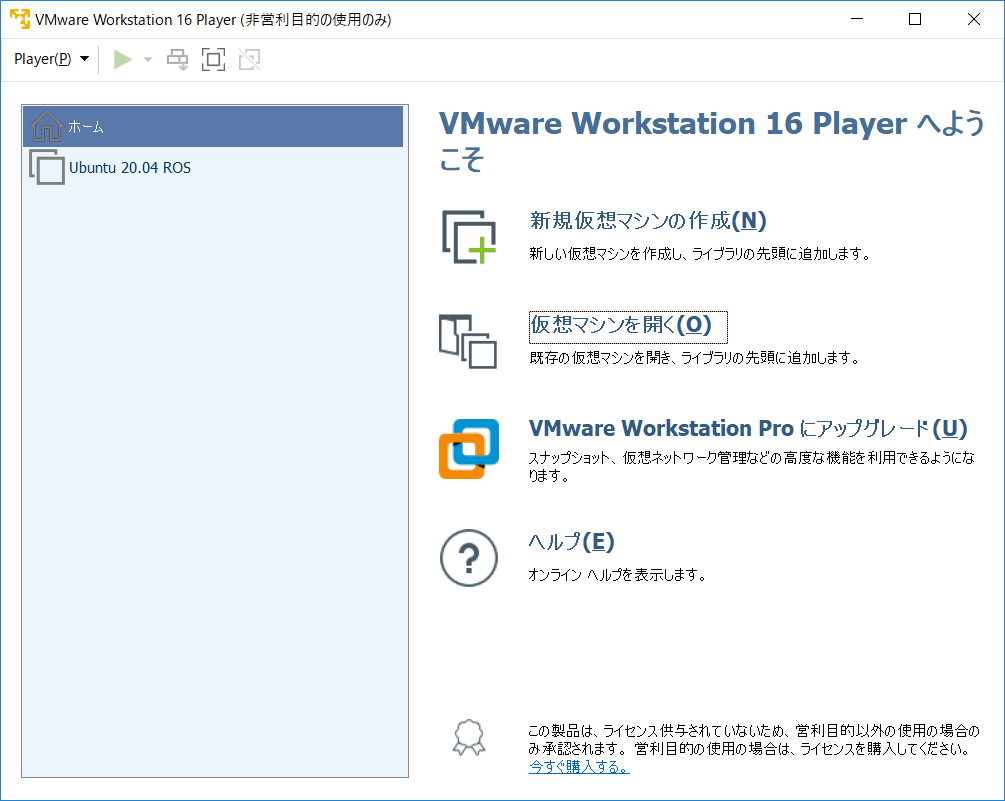 VMware Workstation 16 Player (非営利目的の使用のみ)
Player(P)
ホーム
Ubuntu 20.04 ROS
VMware Workstation 16 Player へよう
こそ
新規仮想マシンの作成(N)
新しい仮想マシンを作成し、ライブラリの先頭に追加します。
仮想マシンを開く(O)
既存の仮想マシンを開き、ライブラリの先頭に追加します。
VMware Workstation Pro にアップグレード(U)
スナップショット、仮想ネットワーク管理などの高度な機能を利用できるようにな
ります。
ヘルプ(E)
オンライン ヘルプを表示します。
この製品は、ライセンス供与されていないため、営利目的以外の使用の場合の
み承認されます。営利目的の使用の場合は、ライセンスを購入してください。
今すぐ購入する。